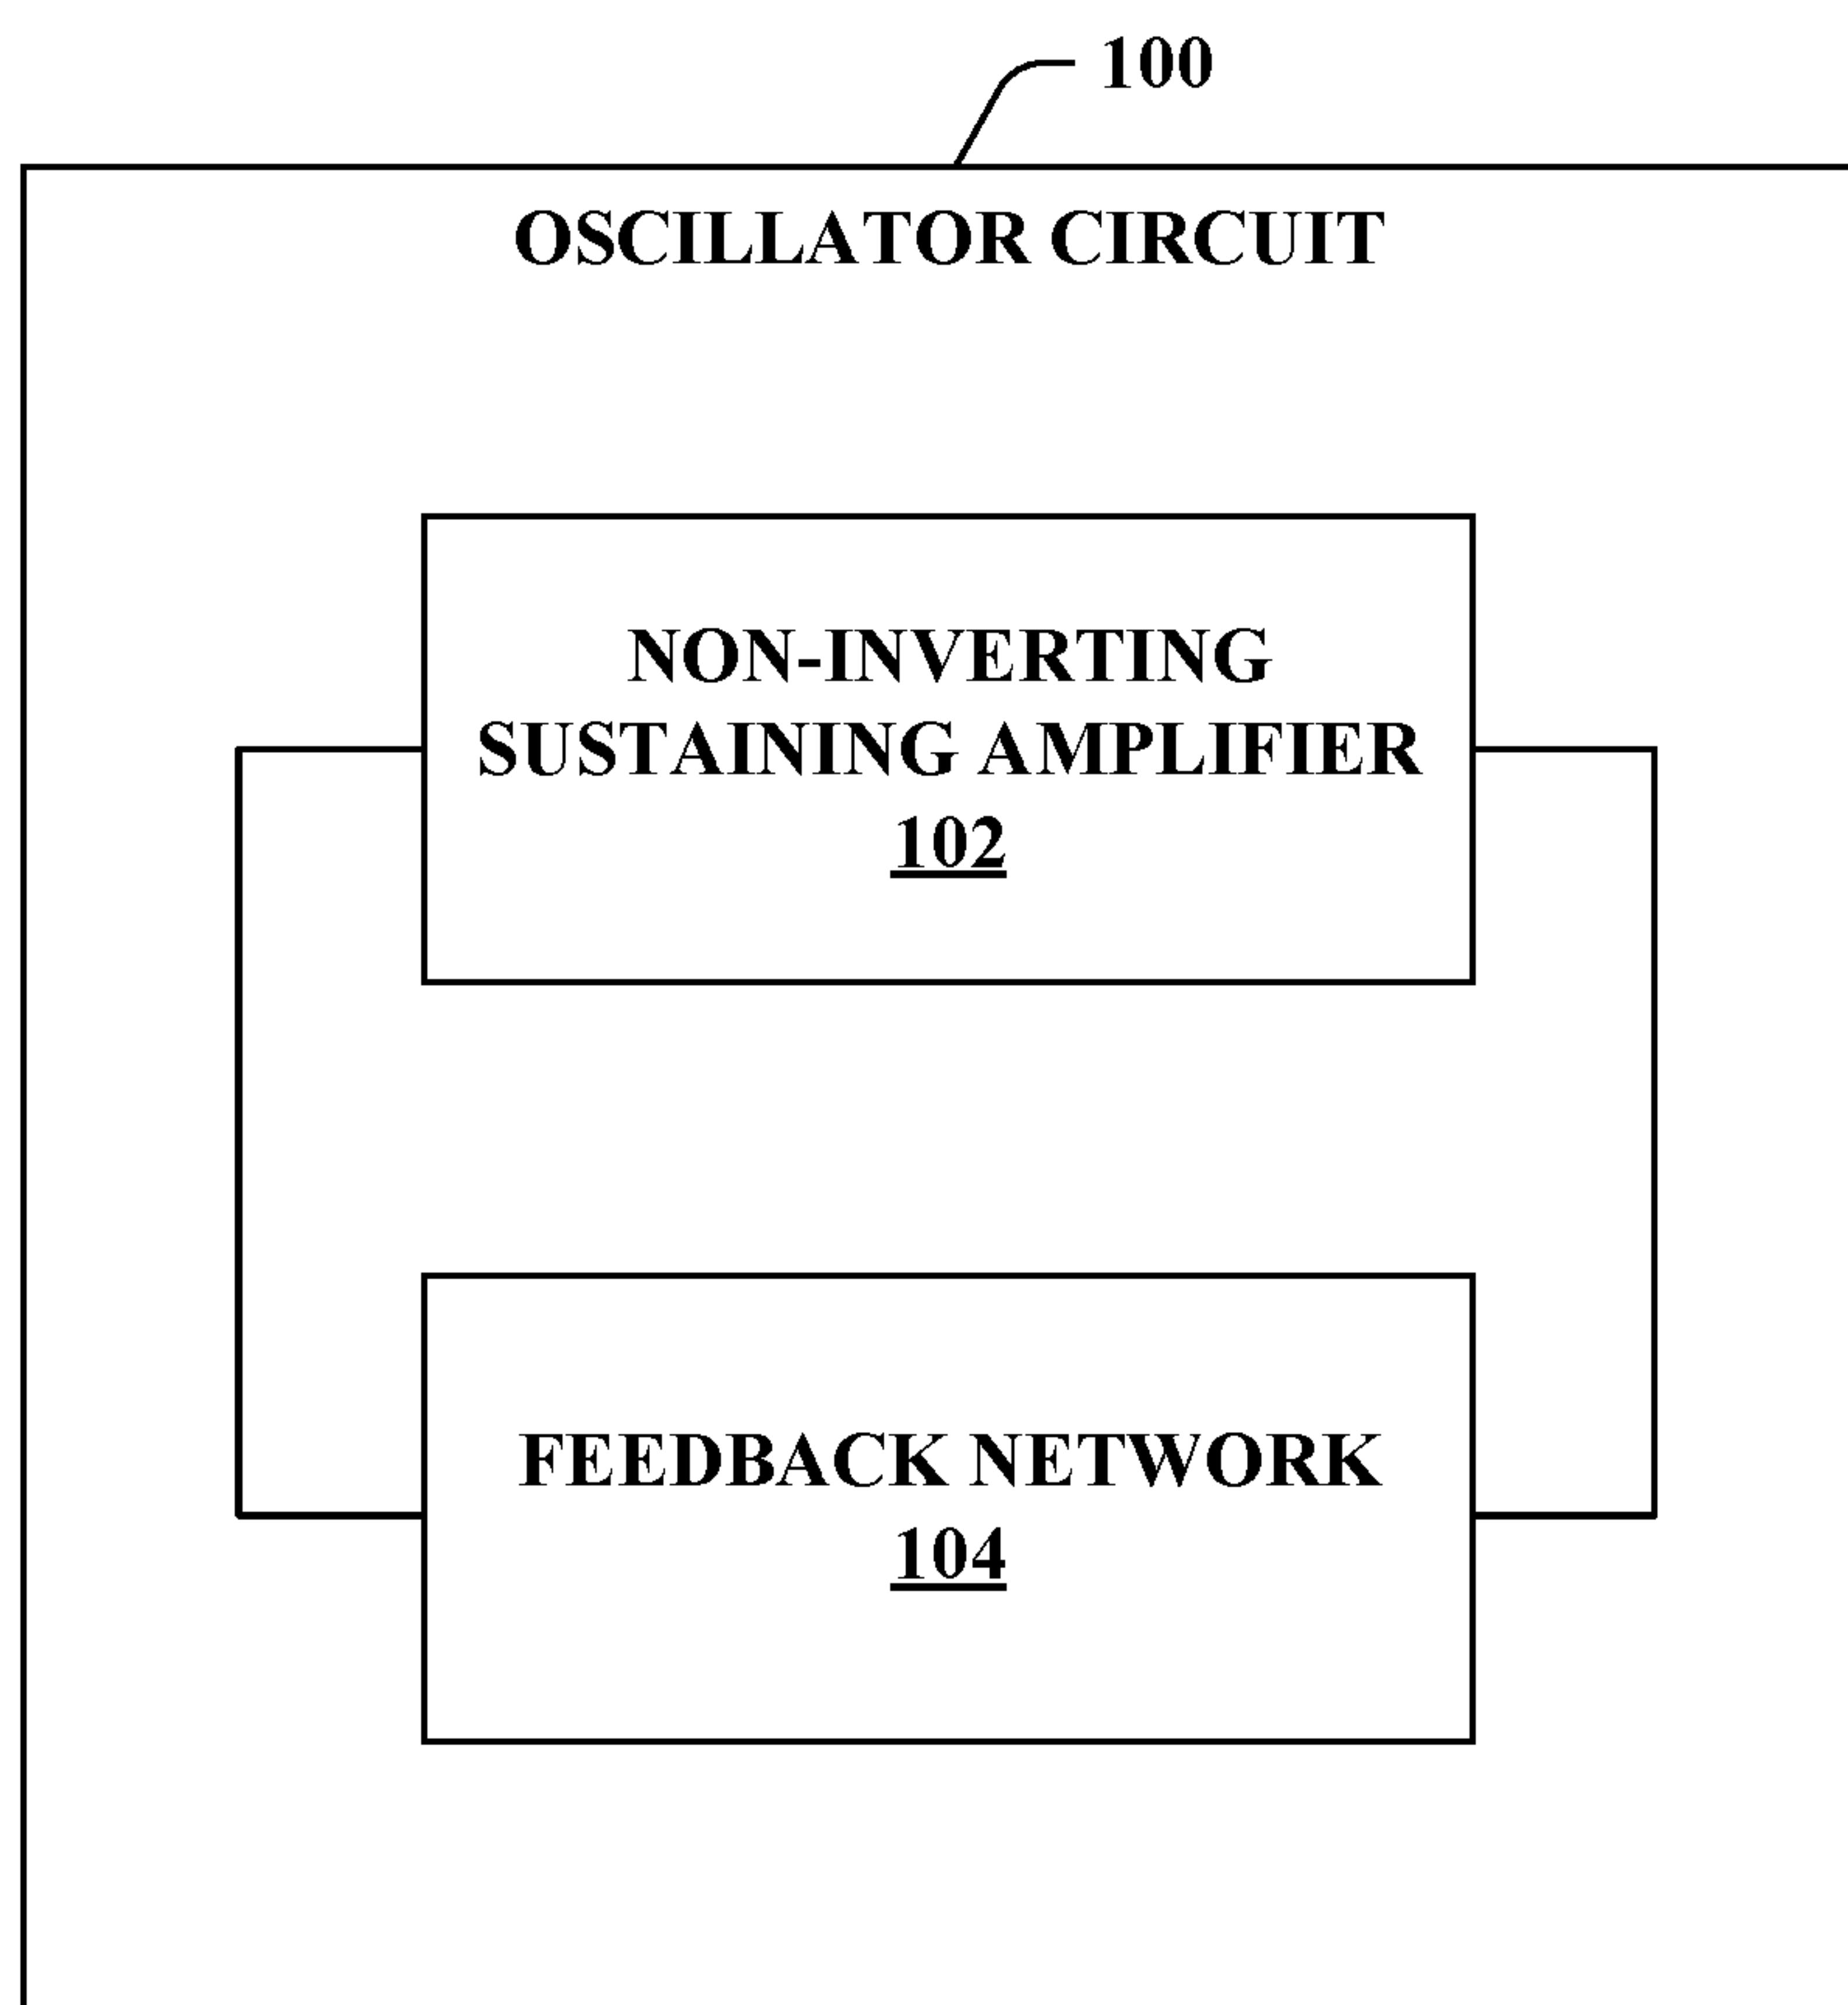 100
OSCILLATOR CIRCUIT
NON-INVERTING
SUSTAINING AMPLIFIER
102
FEEDBACK NETWORK
104